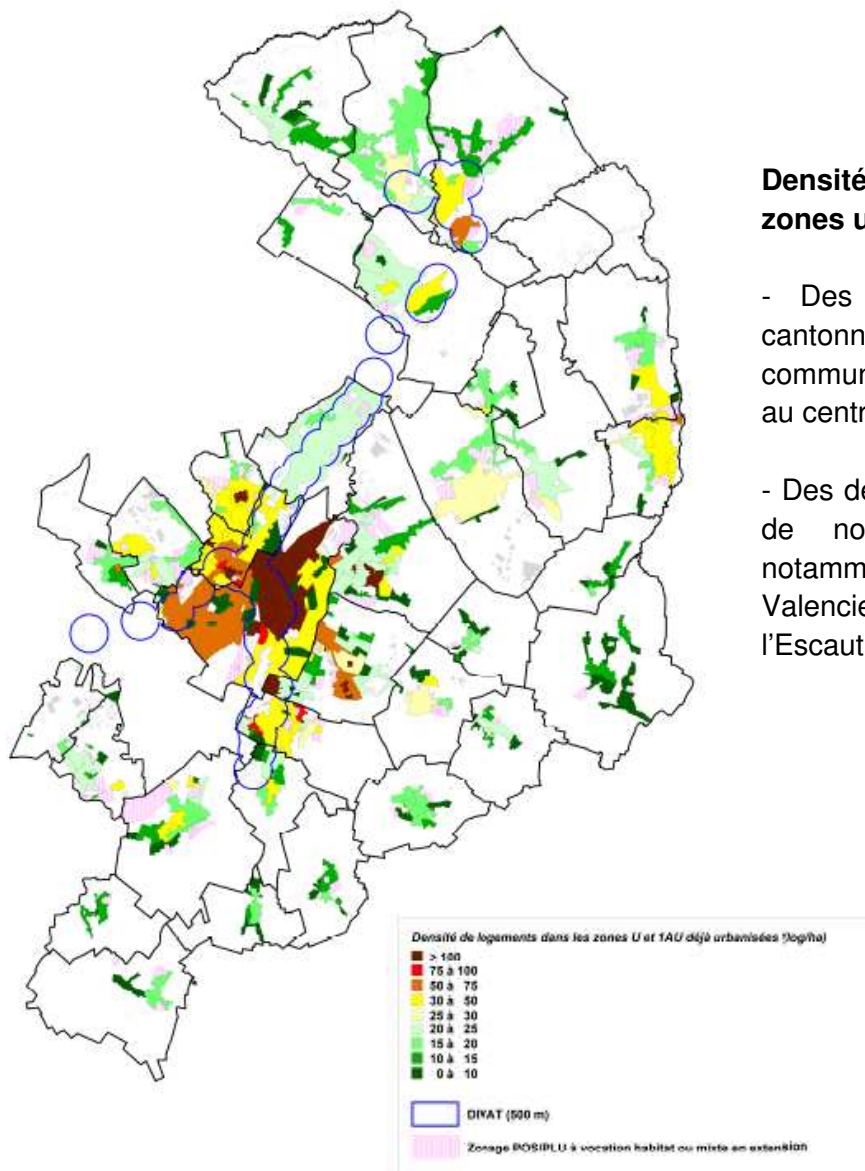 Densité
zones u
- Des
cantonn
commun
au centr
- Des de
de no
notamm
Valencie
l'Escaut
Densité de logements dans les zones U et 1AU déjà urbanisées (log/ha)
> 100
75 à 100
50 à 75
30 à 50
25 à 30
20 à 25
15 à 20
10 à 15
0 à 10
DIVAT (500 m)
Zonage POS/PLU à vocation habitat ou mixte en extension